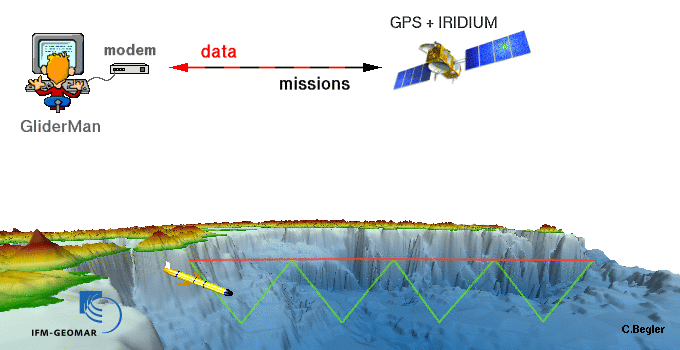 GPS + IRIDIUM
modem
data
missions
GliderMan
IFM-GEOMAR
C.Begler